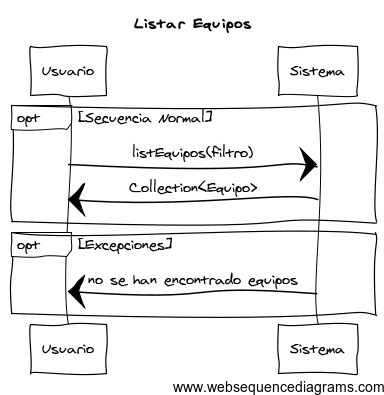 Listar Equipos
Usuario Sistema
opt [Secuencia Normal]
listEquipos(filtro)
Collection<Equipo>
opt [Excepciones]
no se han encontrado equipos
Usuario Sistema
www.websequencediagrams.com